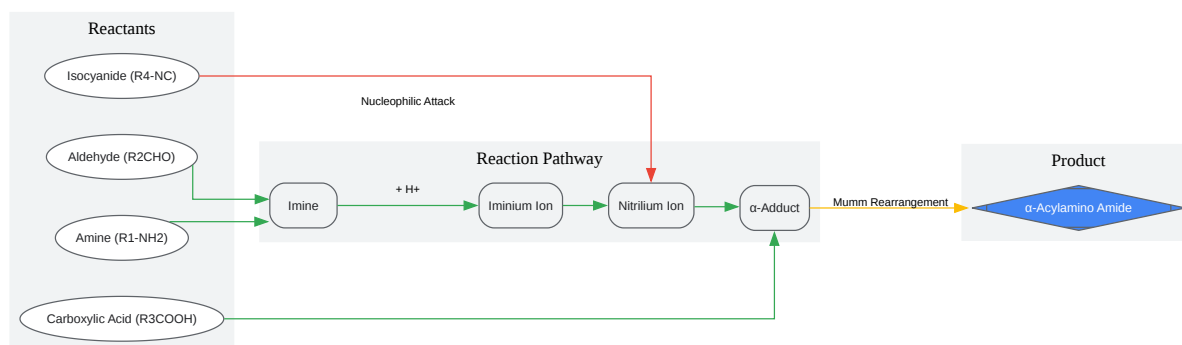 Reactants
Isocyanide (R4-NC)
Nucleophilic Attack
Aldehyde (R2CHO)
Amine (R1-NH2)
Carboxylic Acid (R3COOH)
Reaction Pathway
Imine
+ H+
Iminium Ion
Nitrilium Ion
α-Adduct
Mumm Rearrangement
Product
α-Acylamino Amide